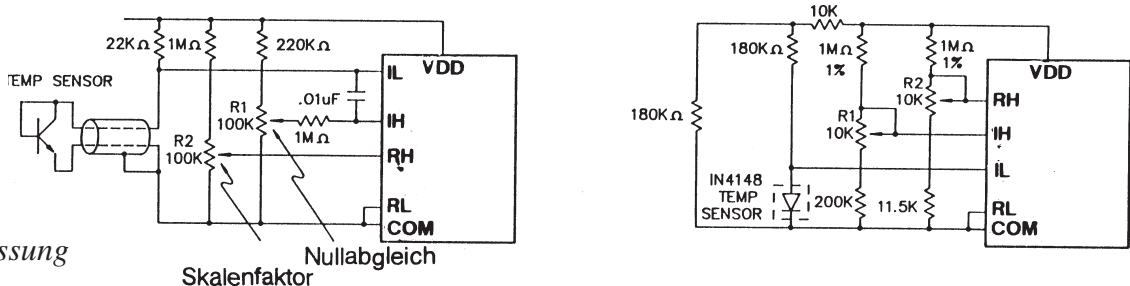 22KΩ 1MΩ 220KΩ
VDD
IL
TEMP SENSOR
.01uF
R1
100K
IH
1MΩ
R2
100K
RH
RL
COM
ssung
Nullabgleich
Skalenfaktor
10K
180KΩ
1MΩ
1%
1MΩ
1%
VDD
R2
10K
RH
180KΩ
R1
10K
IH
IL
IN4148
TEMP
SENSOR
200K
11.5K
RL
COM